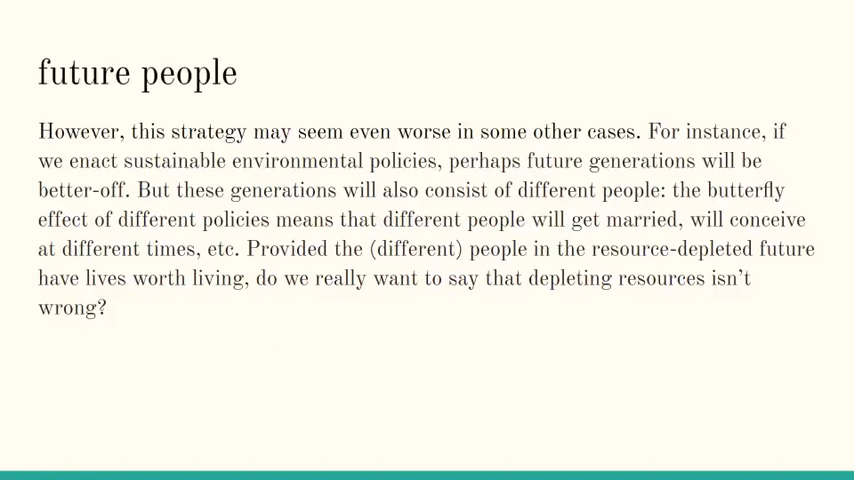 future people
However, this strategy may seem even worse in some other cases. For instance, if
we enact sustainable environmental policies, perhaps future generations will be
better-off. But these generations will also consist of different people: the butterfly
effect of different policies means that different people will get married, will conceive
at different times, etc. Provided the (different) people in the resource-depleted future
have lives worth living, do we really want to say that depleting resources isn’t
wrong?